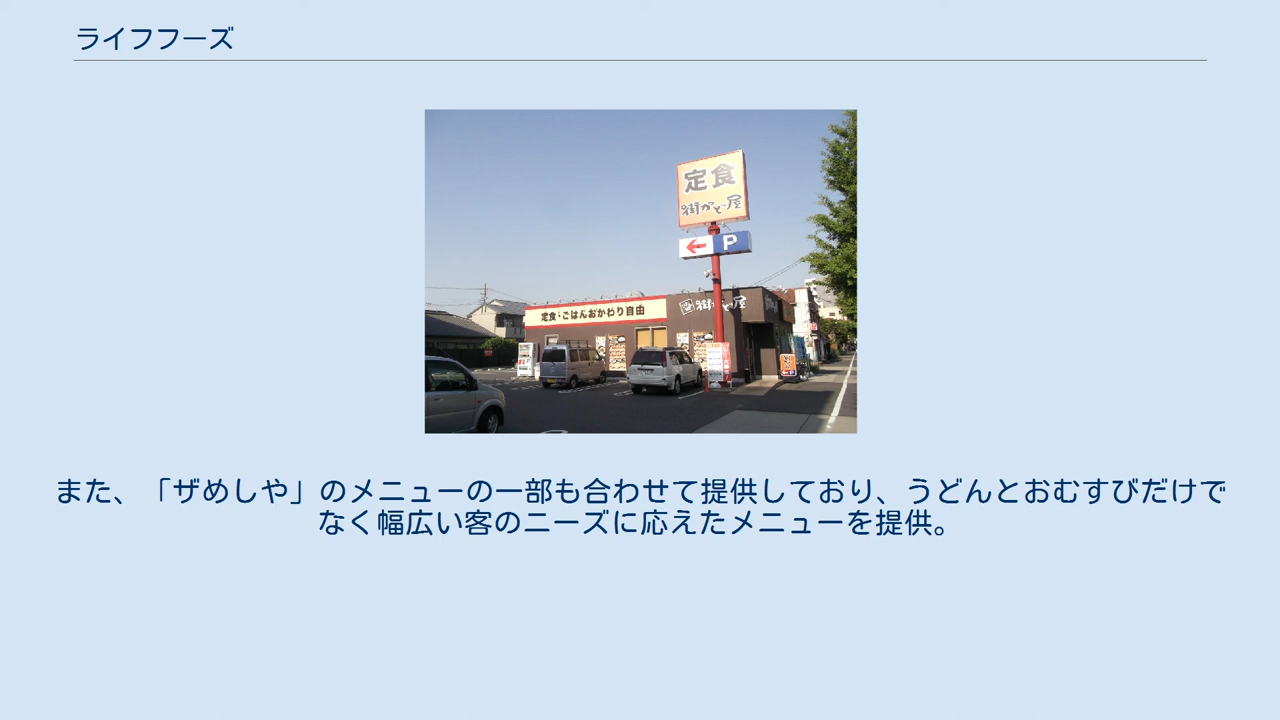 ライフフーズ
定食
街かど屋
P
定食・ごはんおかわり自由
街かど屋
また、「ザめしや」のメニューの一部も合わせて提供しており、うどんとおむすびだけで
なく幅広い客のニーズに応えたメニューを提供。